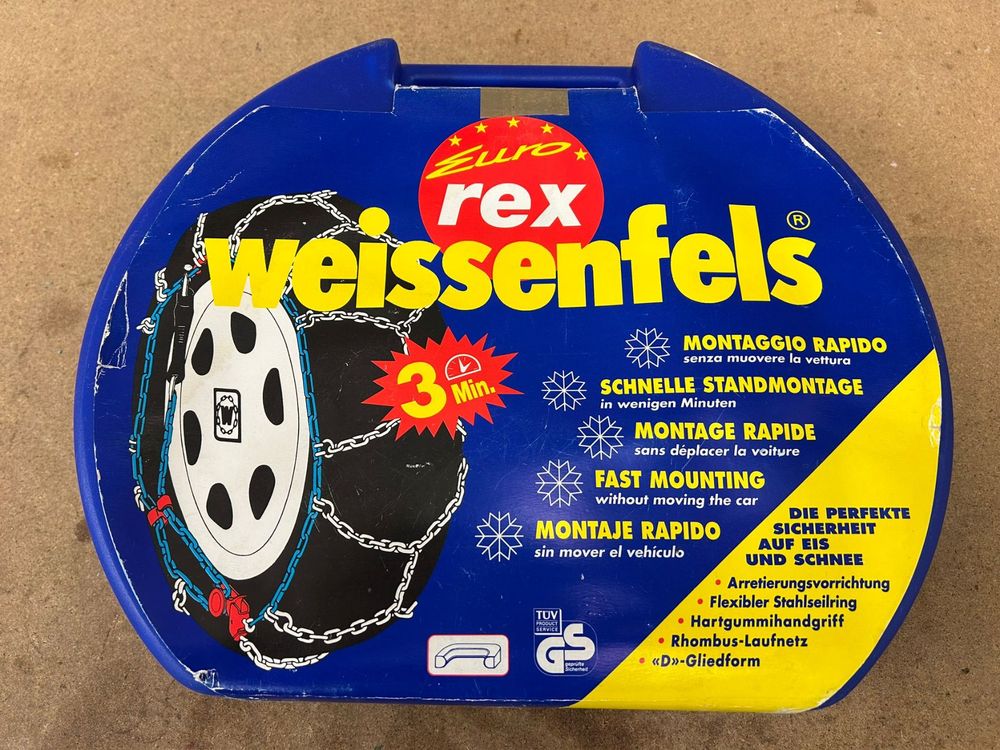 Euro
rex
weissenfels®
3 Min.
MONTAGGIO RAPIDO
senza muovere la vettura
SCHNELLE STANDMONTAGE
in wenigen Minuten
MONTAGE RAPIDE
sans déplacer la voiture
FAST MOUNTING
without moving the car
MONTAJE RAPIDO
sin mover el vehículo
W
DIE PERFEKTE
SICHERHEIT
AUF EIS
UND SCHNEE
• Arretierungsvorrichtung
• Flexibler Stahlseilring
• Hartgummihandgriff
• Rhombus-Laufnetz
• «D»-Gliedform
TÜV
PRODUCT
SERVICE
GS
geprüfte
Sicherheit